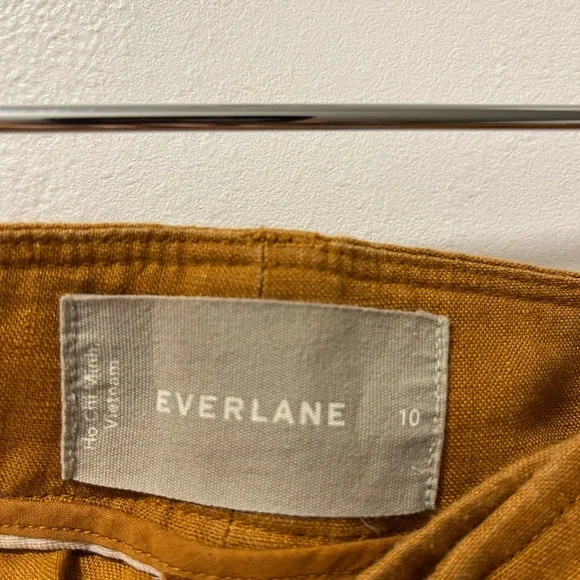 Ho Chi Minh
Vietnam
EVERLANE
10